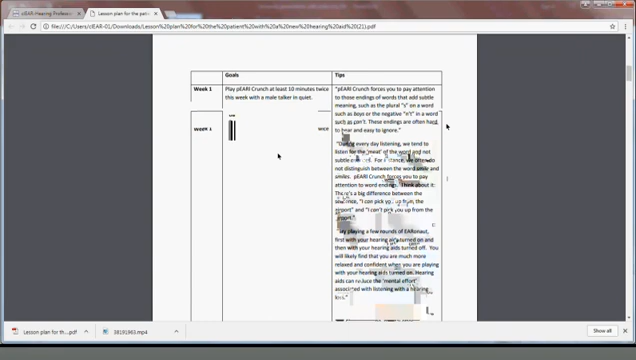 clEAR-Hearing Profession
Lesson plan for the patie
file:///C:/Users/clEAR-01/Downloads/Lesson%20plan%20for%20the%20patient%20with%20a%20new%20hearing%20aid%20(21).pdf
Goals
Tips
Week 1
Play pEARl Crunch at least 10 minutes twice
this week with a male talker in quiet.
"pEARl Crunch forces you to pay attention
to those endings of words that add subtle
meaning, such as the plural "s" on a word
such as boys or the negative "n't" in a word
such as can't. These endings are often hard
to hear and easy to ignore."
"During every day listening, we tend to
listen for the 'meat' of the word and not
subtle For instance, we often do
not distinguish between the word smile and
smiles. pEARl Crunch forces you to pay
attention to word endings. Think about it:
There's a big difference between the
sentence, "I can pick you up from the
airport" and "I can't pick you up from the
airport."
"Try playing a few rounds of EARonaut,
first with your hearing aids turned on and
then with your hearing aids turned off. You
will likely find that you are much more
relaxed and confident when you are playing
with your hearing aids turned on. Hearing
aids can reduce the 'mental effort'
associated with listening with a hearing
loss."
Week
Lesson plan for th....pdf
38191983.mp4
Show all